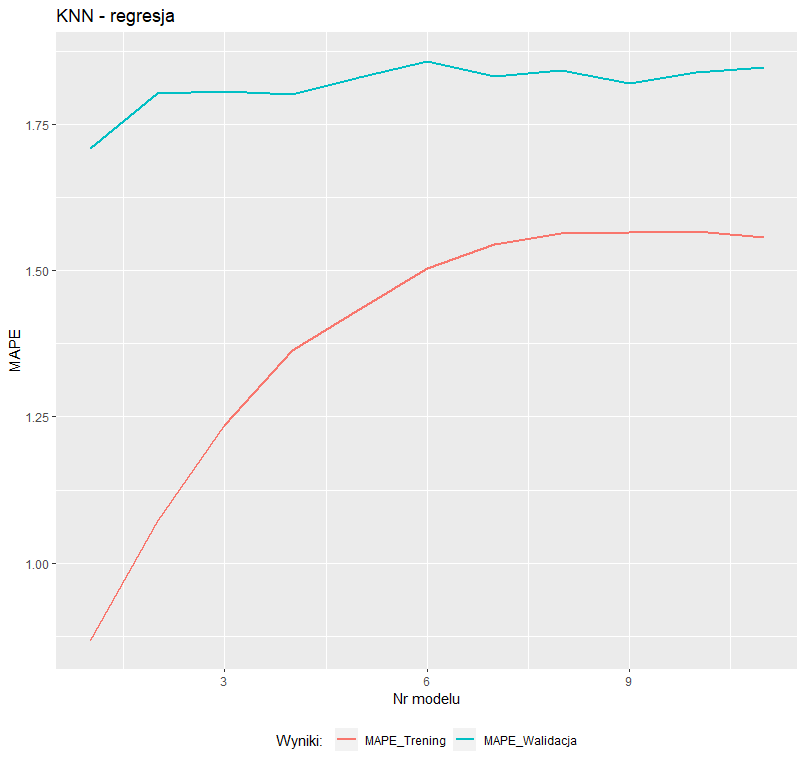 KNN - regresja
MAPE
1.75
1.50
1.25
1.00
3 6 9
Nr modelu
Wyniki: MAPE_Trening MAPE_Walidacja